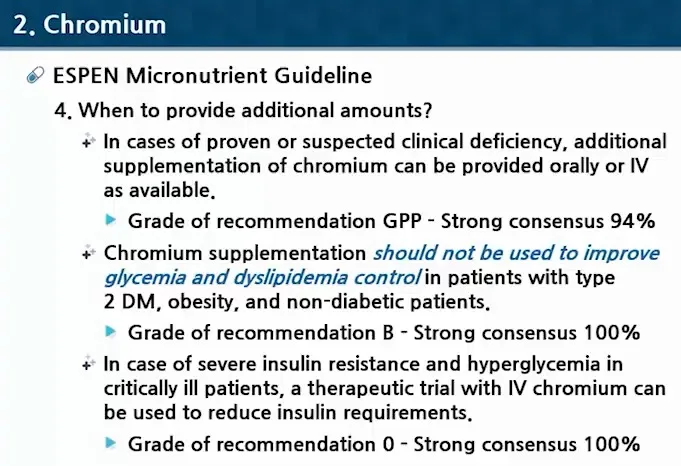 2. Chromium
ESPEN Micronutrient Guideline
4. When to provide additional amounts?
In cases of proven or suspected clinical deficiency, additional
supplementation of chromium can be provided orally or IV
as available.
Grade of recommendation GPP - Strong consensus 94%
Chromium supplementation should not be used to improve
glycemia and dyslipidemia control in patients with type
2 DM, obesity, and non-diabetic patients.
Grade of recommendation B - Strong consensus 100%
In case of severe insulin resistance and hyperglycemia in
critically ill patients, a therapeutic trial with IV chromium can
be used to reduce insulin requirements.
Grade of recommendation 0 - Strong consensus 100%